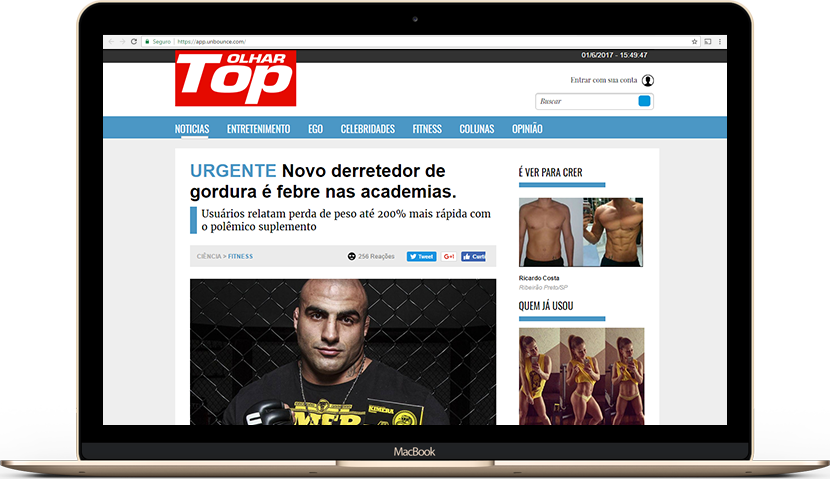 Seguro
https://app.unbounce.com/
01/6/2017 - 15:49:47
OLHAR
Top
Entrar com sua conta
Buscar
NOTICIAS ENTRETENIMENTO EGO CELEBRIDADES FITNESS COLUNAS OPINIÃO
URGENTE Novo derretedor de
gordura é febre nas academias.
Usuários relatam perda de peso até 200% mais rápida com
o polêmico suplemento
CIÊNCIA > FITNESS
256 Reações
Tweet
G+1
Curti
É VER PARA CRER
Ricardo Costa
Ribeirão Preto/SP
QUEM JÁ USOU
KIMERA
MacBook